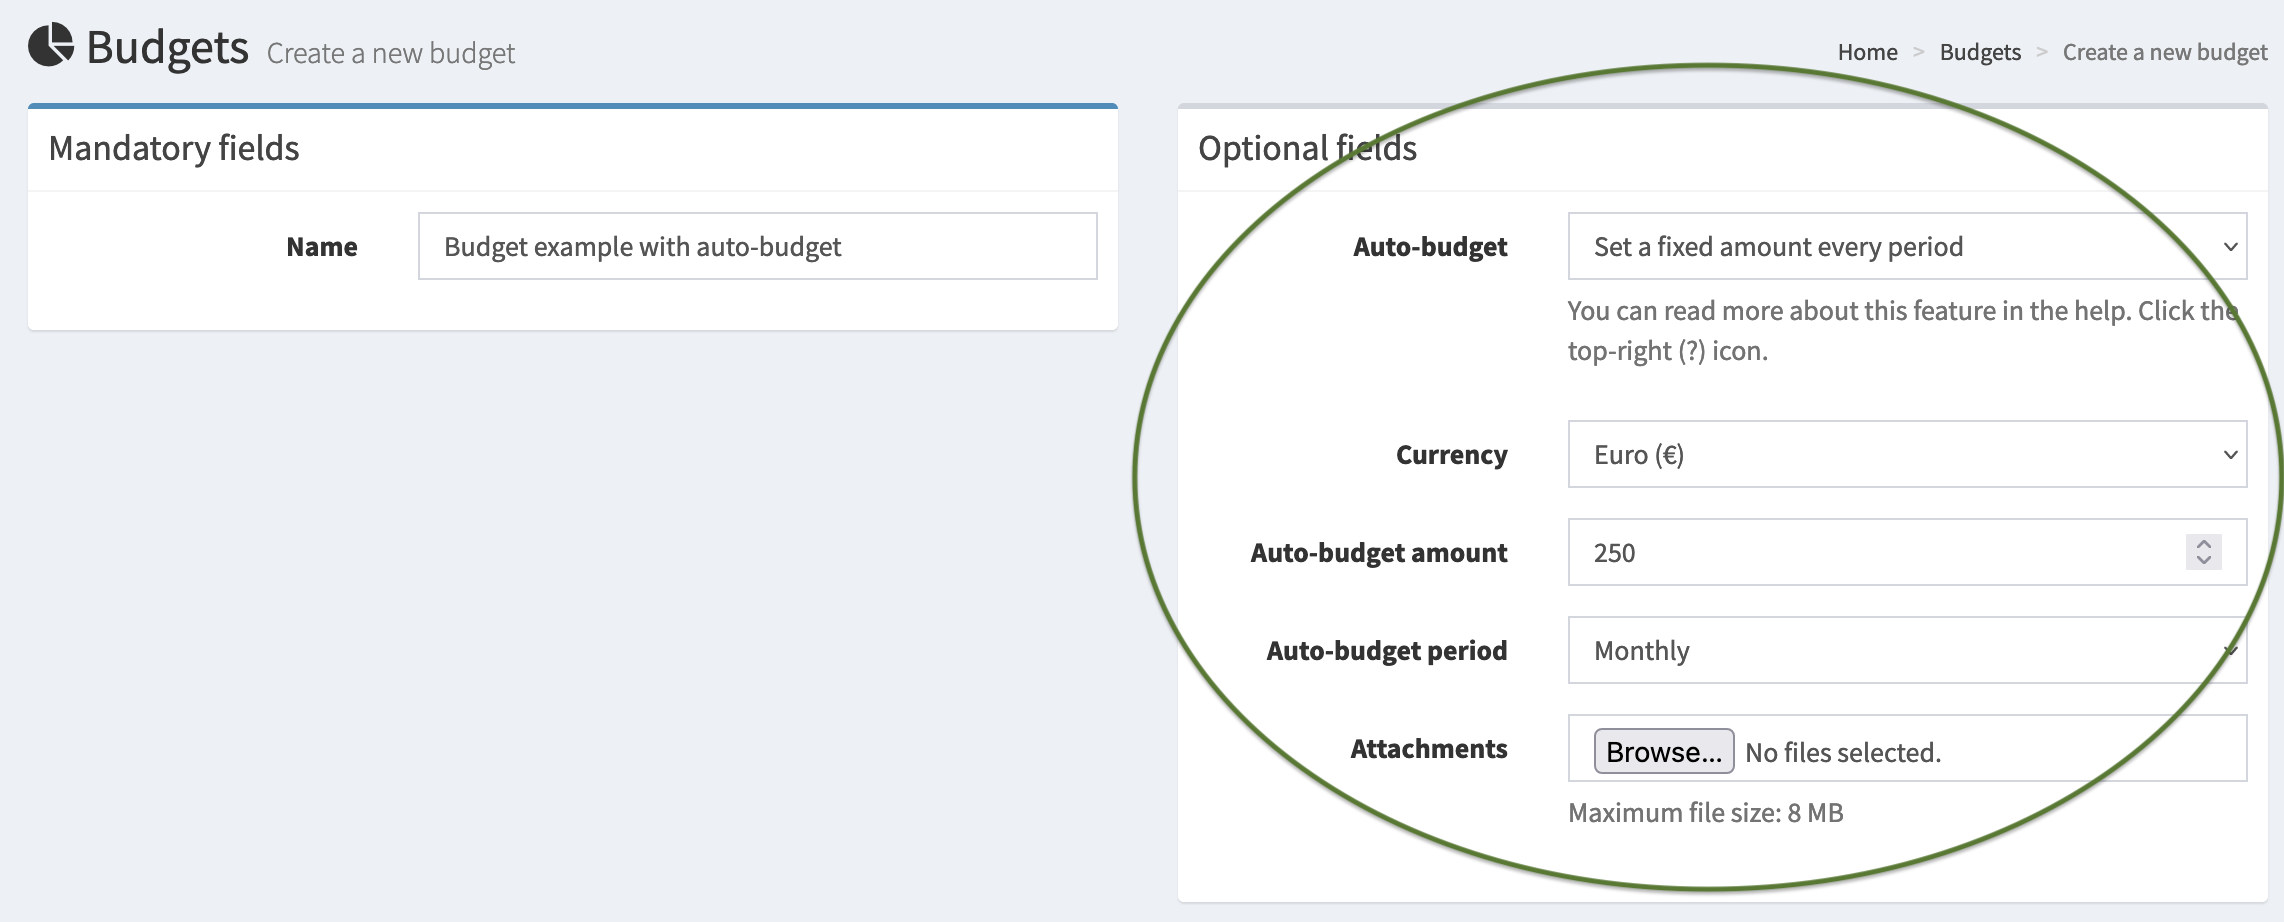 Budgets Create a new budget
Home > Budgets > Create a new budget
Mandatory fields
Name
Budget example with auto-budget
Optional fields
Auto-budget
Set a fixed amount every period
You can read more about this feature in the help. Click the
top-right (?) icon.
Currency
Euro (€)
Auto-budget amount
250
Auto-budget period
Monthly
Attachments
Browse... No files selected.
Maximum file size: 8 MB